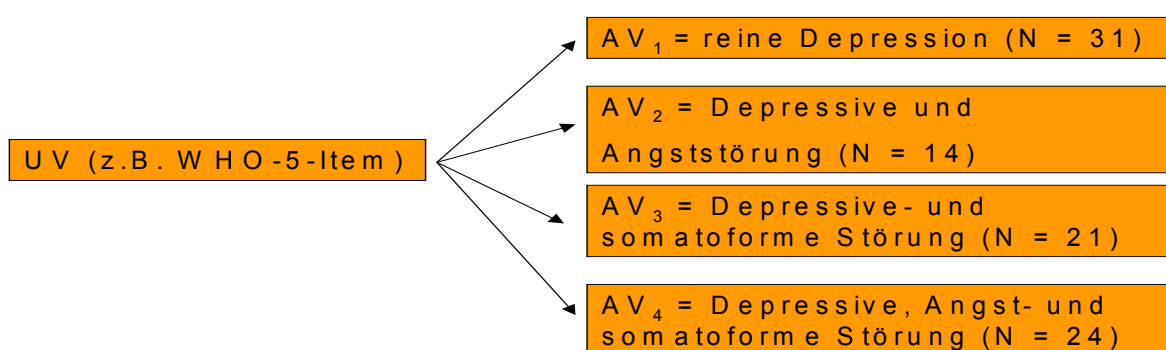 AV₁ = reine Depression (N = 31)
AV₂ = Depressive und
Angststörung (N = 14)
UV (z.B. WHO-5-Item)
AV₃ = Depressive- und
somatoforme Störung (N = 21)
AV₄ = Depressive, Angst- und
somatoforme Störung (N = 24)